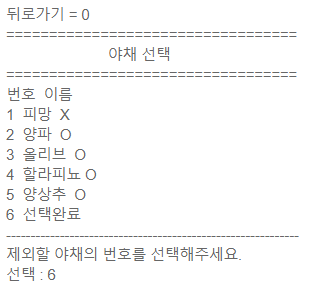 뒤로가기 = 0
==================================
야채 선택
==================================
번호 이름
1 피망 X
2 양파 O
3 올리브 O
4 할라피뇨 O
5 양상추 O
6 선택완료
------------------------------------------------------------
제외할 야채의 번호를 선택해주세요.
선택 : 6